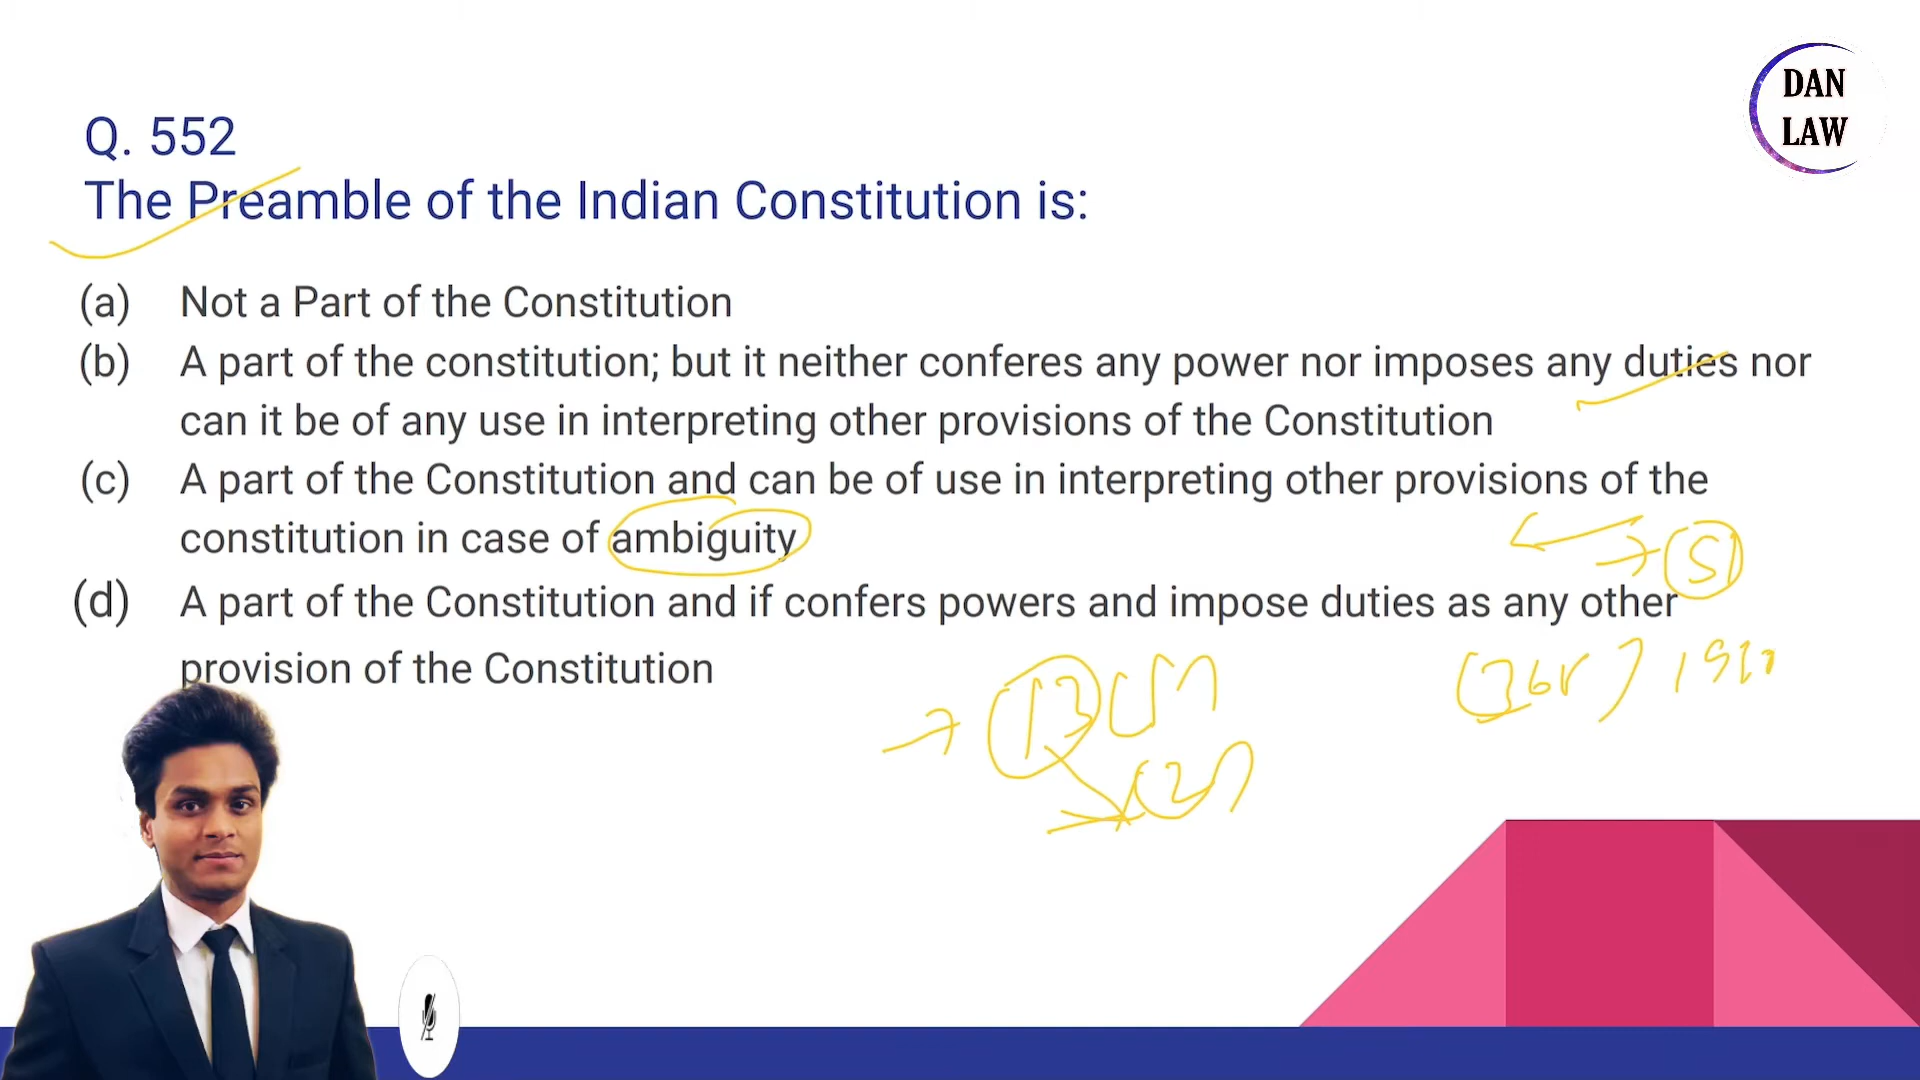 DAN
LAW
Q. 552
The Preamble of the Indian Constitution is:
(a) Not a Part of the Constitution
(b) A part of the constitution; but it neither conferes any power nor imposes any duties nor
can it be of any use in interpreting other provisions of the Constitution
(c) A part of the Constitution and can be of use in interpreting other provisions of the
constitution in case of ambiguity
(d) A part of the Constitution and if confers powers and impose duties as any other
provision of the Constitution
13
(2)